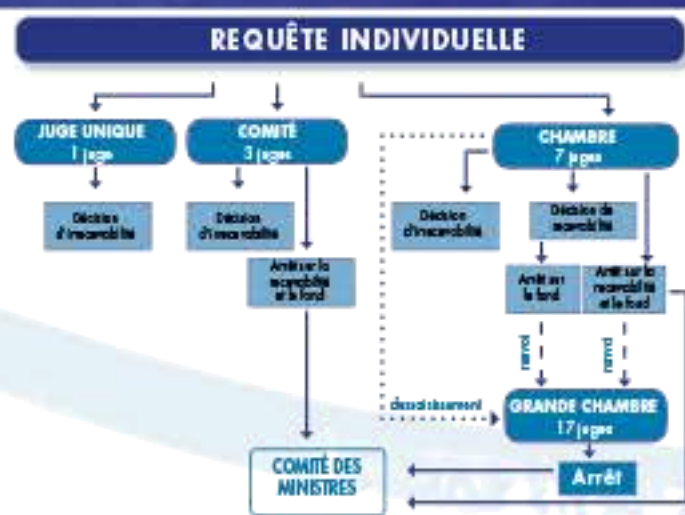 REQUÊTE INDIVIDUELLE
JUGE UNIQUE
1 juge
COMITÉ
3 juges
CHAMBRE
7 juges
Décision
d'irrecevabilité
Décision
d'irrecevabilité
Décision
d'irrecevabilité
Décision de
recevabilité
Arrêt sur la
recevabilité
et le fond
Arrêt sur
le fond
Arrêt sur la
recevabilité
et le fond
renvoi
renvoi
dessaisissement
GRANDE CHAMBRE
17 juges
COMITÉ DES
MINISTRES
Arrêt